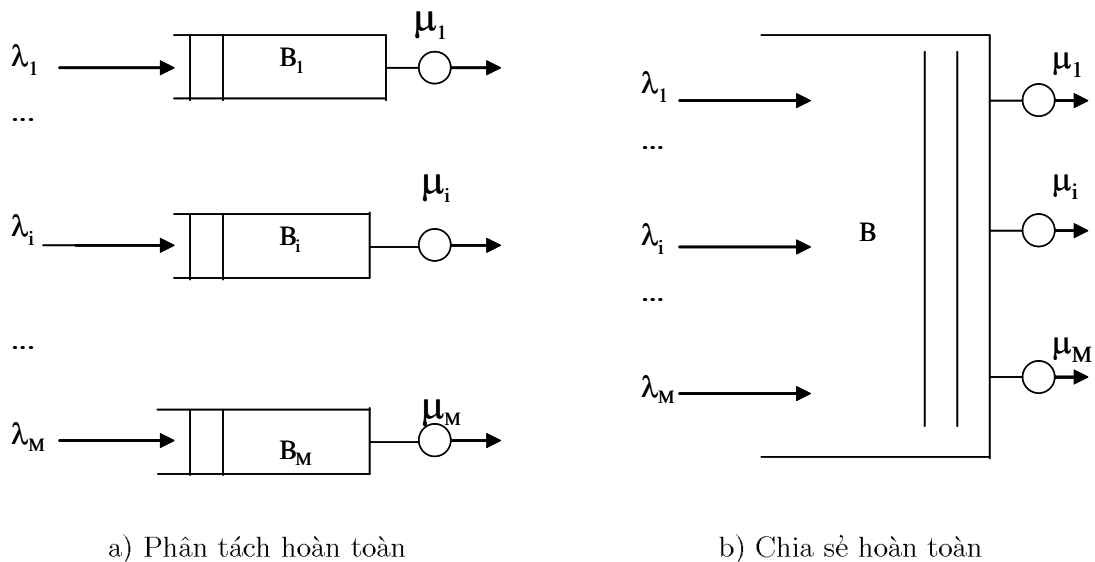 λ1 B1 μ1
...
λi Bi μi
...
λM BM μM
a) Phân tách hoàn toàn
λ1 μ1
...
λi B μi
...
λM μM
b) Chia sẻ hoàn toàn